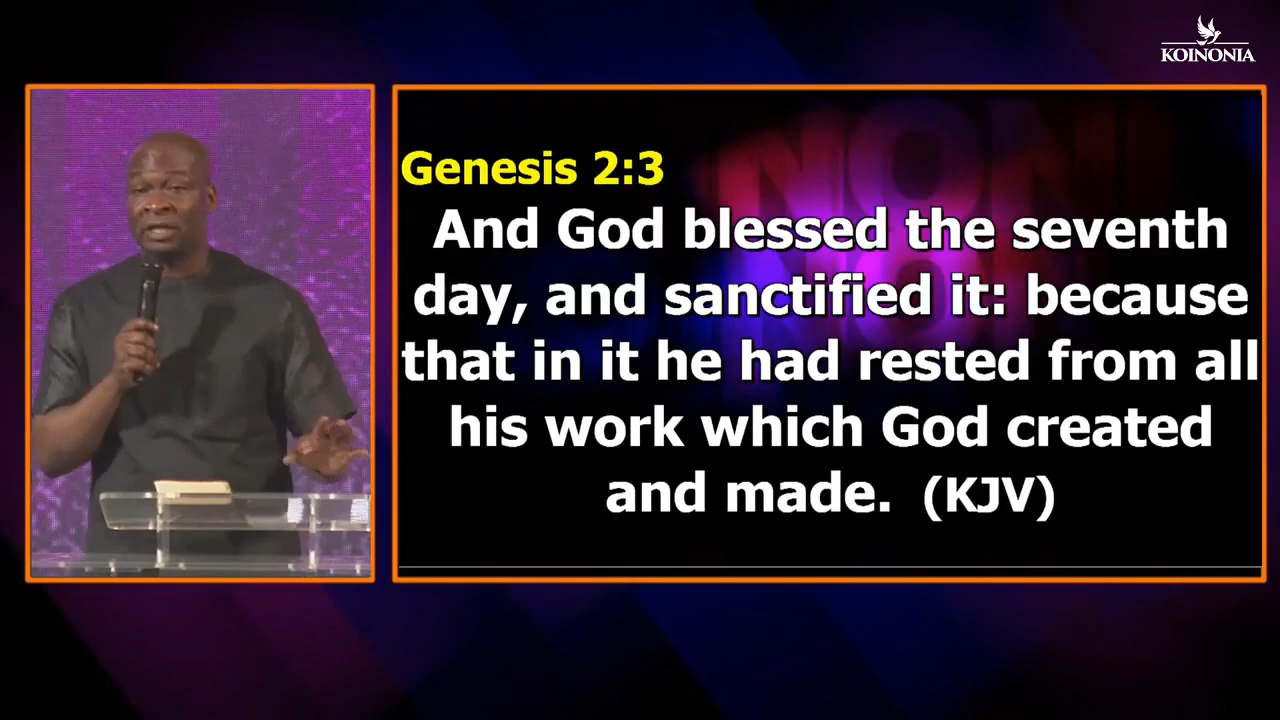 KOINONIA
Genesis 2:3
And God blessed the seventh
day, and sanctified it: because
that in it he had rested from all
his work which God created
and made. (KJV)